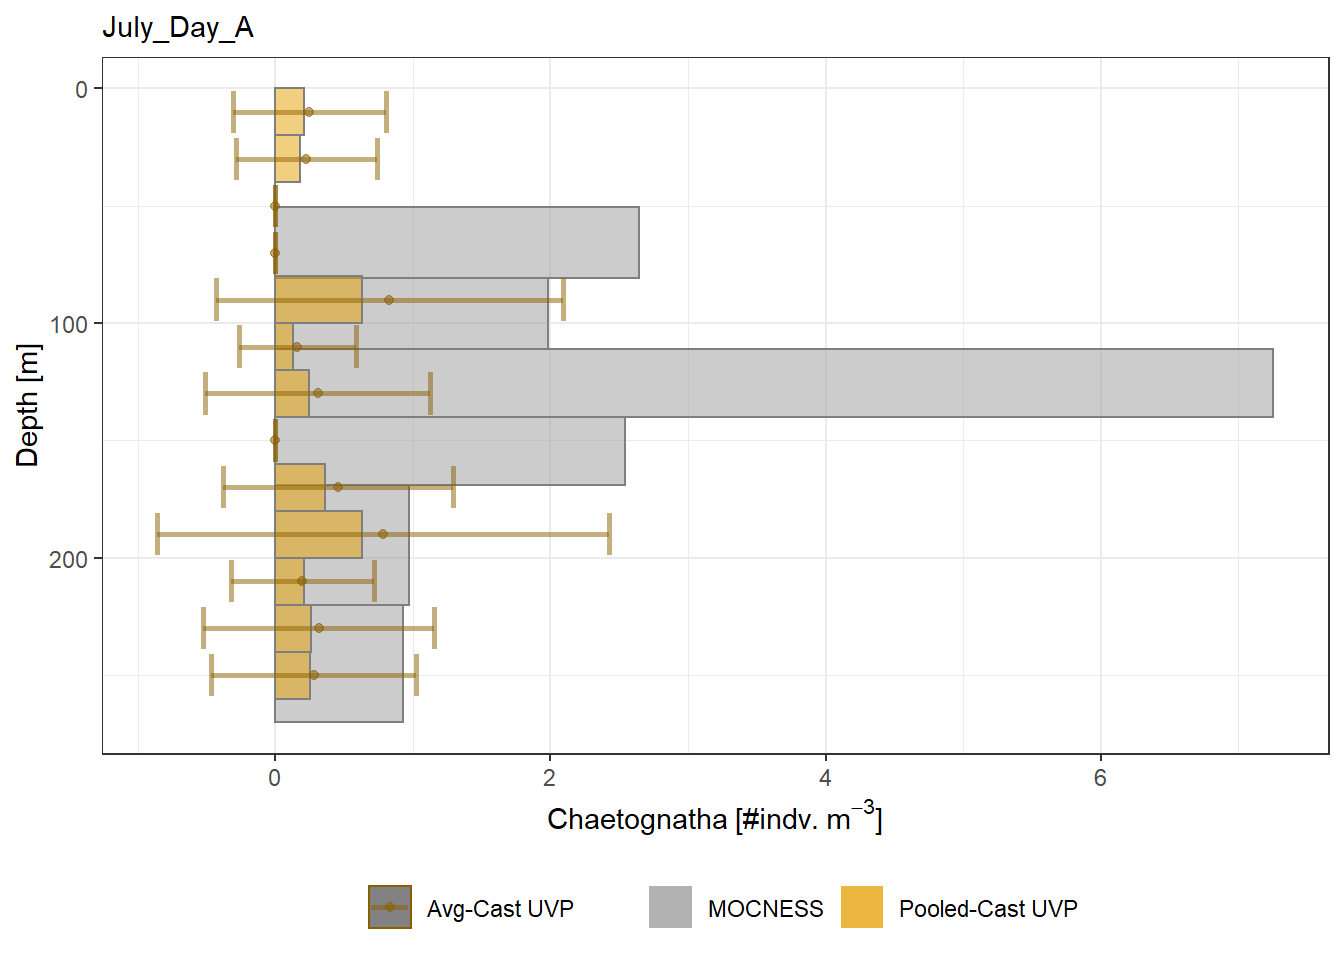 July_Day_A
0
100
200
Depth [m]
0 2 4 6
Chaetognatha [#indv. m⁻³]
Avg-Cast UVP MOCNESS Pooled-Cast UVP